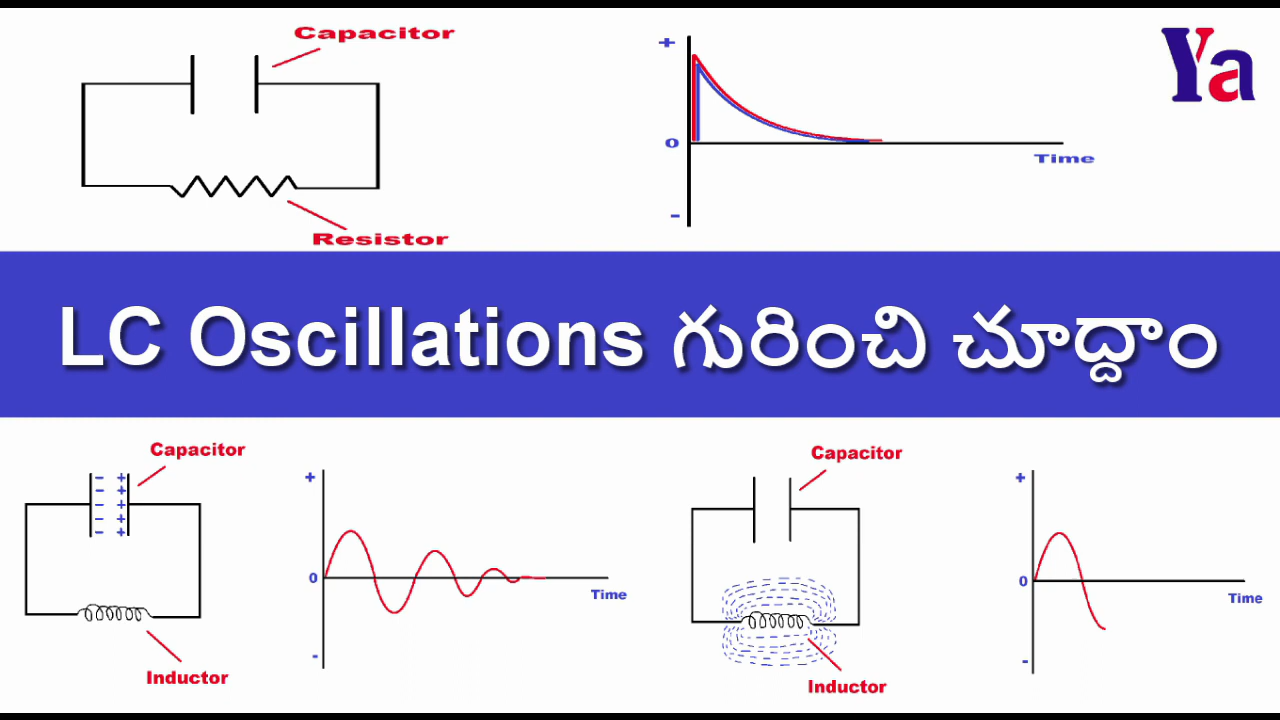 Capacitor
Ya
+
0
Time
-
Resistor
LC Oscillations గురించి చూద్దాం
Capacitor
- +
- +
- +
- +
- +
Inductor
+
0
Time
-
Capacitor
Inductor
+
0
Time
-